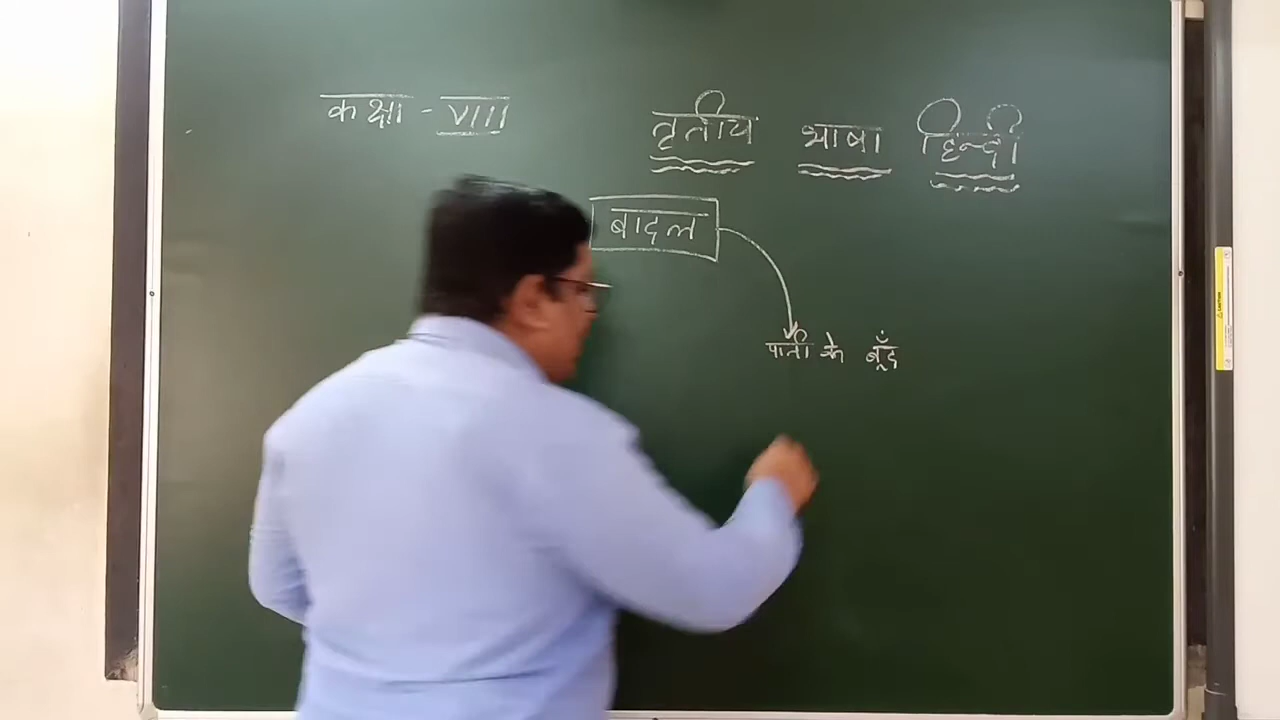 कक्षा - VIII
तृतीय भाषा हिन्दी
बादल
पानी के बूँद